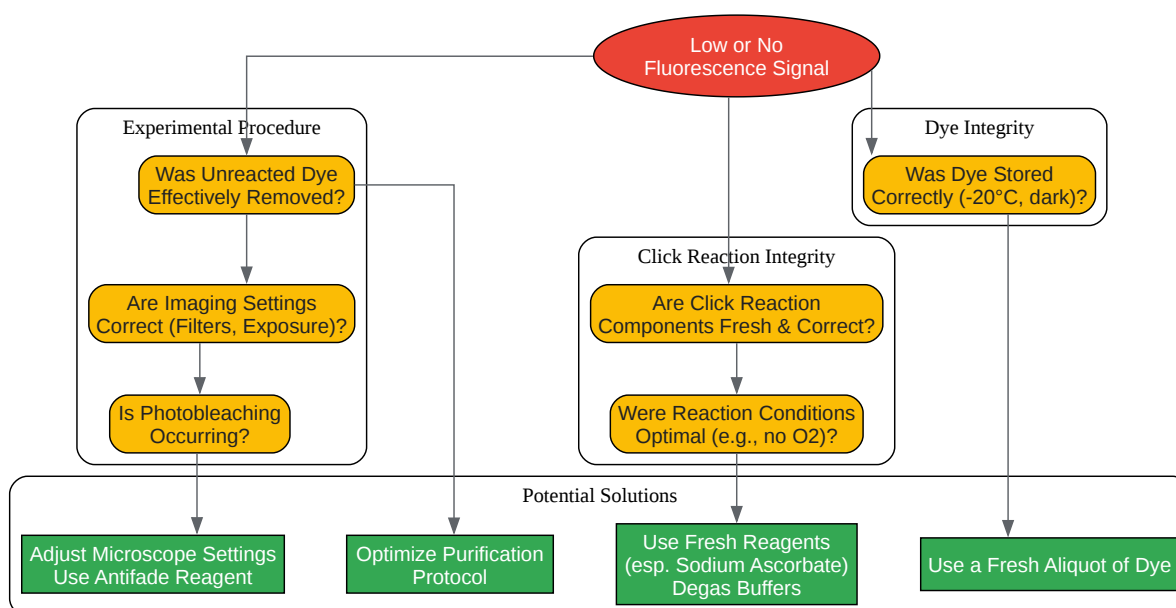 Low or No
Fluorescence Signal
Experimental Procedure
Dye Integrity
Was Unreacted Dye
Effectively Removed?
Was Dye Stored
Correctly (-20°C, dark)?
Click Reaction Integrity
Are Imaging Settings
Correct (Filters, Exposure)?
Are Click Reaction
Components Fresh & Correct?
Is Photobleaching
Occurring?
Were Reaction Conditions
Optimal (e.g., no O2)?
Potential Solutions
Adjust Microscope Settings
Use Antifade Reagent
Optimize Purification
Protocol
Use Fresh Reagents
(esp. Sodium Ascorbate)
Degas Buffers
Use a Fresh Aliquot of Dye